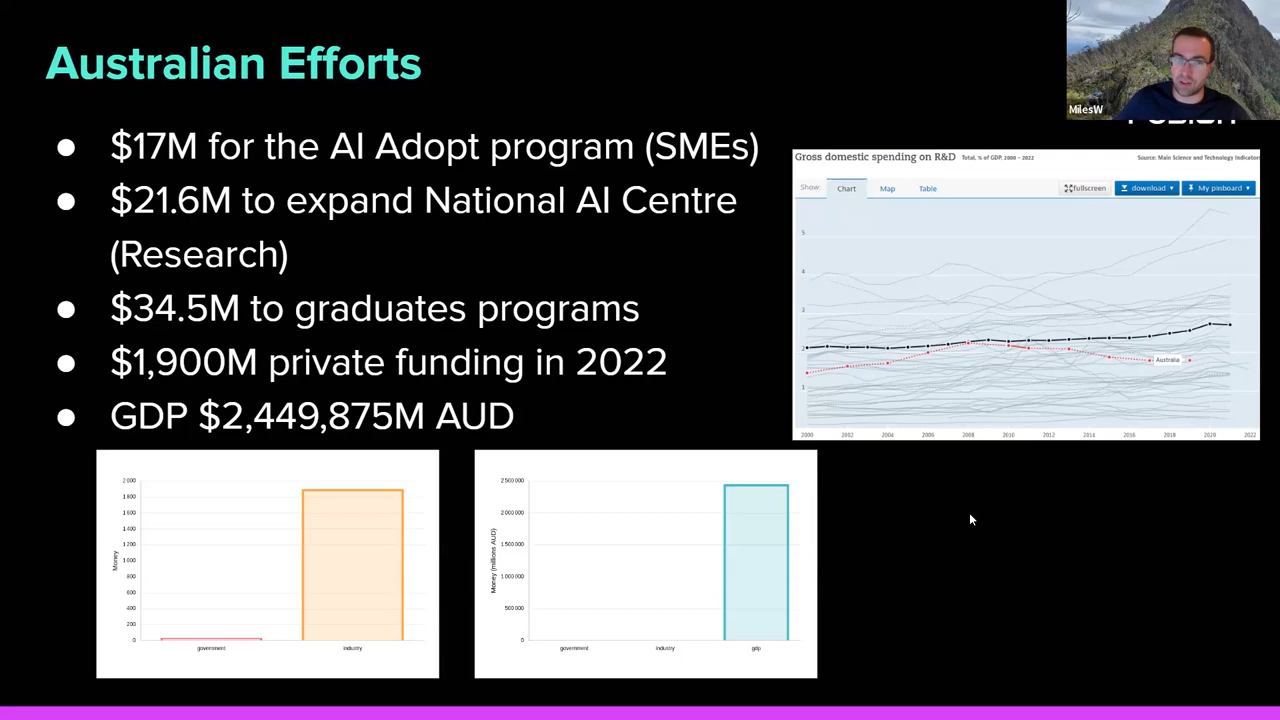 Australian Efforts
MilesW
● $17M for the AI Adopt program (SMEs)
● $21.6M to expand National AI Centre
(Research)
● $34.5M to graduates programs
● $1,900M private funding in 2022
● GDP $2,449,875M AUD
Gross domestic spending on R&D Total, % of GDP, 2000 – 2022 Source: Main Science and Technology Indicators
Show: Chart Map Table fullscreen download My pinboard
5
4
3
2
1
Australia
2000 2002 2004 2006 2008 2010 2012 2014 2016 2018 2020 2022
2 000
1 800
1 600
1 400
1 200
1 000
800
600
400
200
0
Money
government industry
2 500 000
2 000 000
1 500 000
1 000 000
500 000
0
Money (millions AUD)
government industry gdp